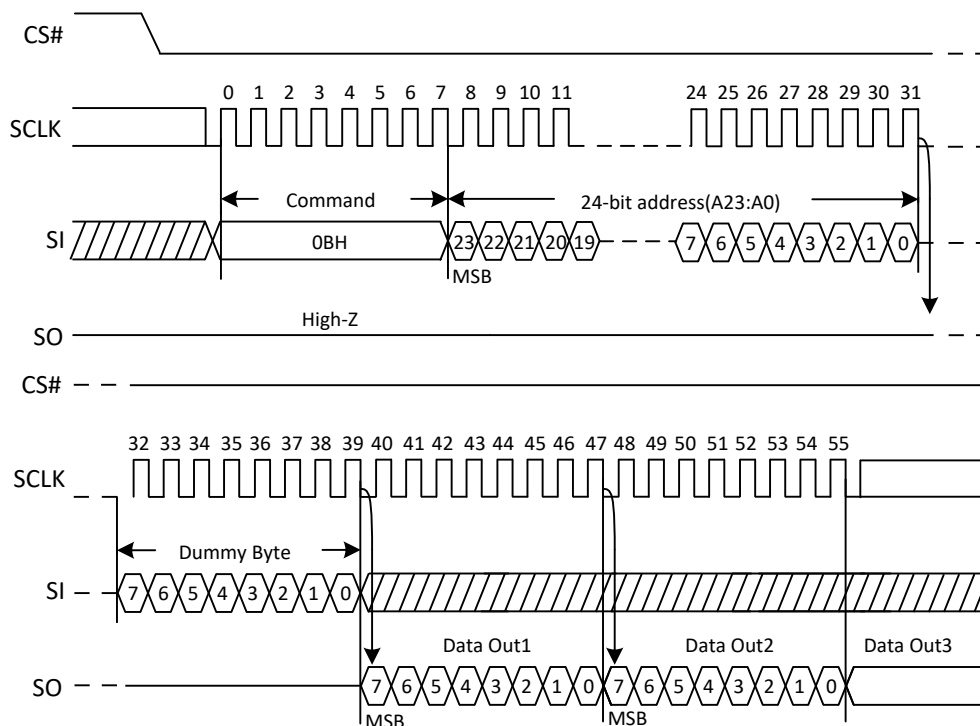 CS#
0 1 2 3 4 5 6 7 8 9 10 11 24 25 26 27 28 29 30 31
SCLK
Command 24-bit address(A23:A0)
SI 0BH 23 22 21 20 19 7 6 5 4 3 2 1 0
MSB
High-Z
SO
CS#
32 33 34 35 36 37 38 39 40 41 42 43 44 45 46 47 48 49 50 51 52 53 54 55
SCLK
Dummy Byte
SI 7 6 5 4 3 2 1 0
Data Out1 Data Out2 Data Out3
SO 7 6 5 4 3 2 1 0 7 6 5 4 3 2 1 0
MSB MSB